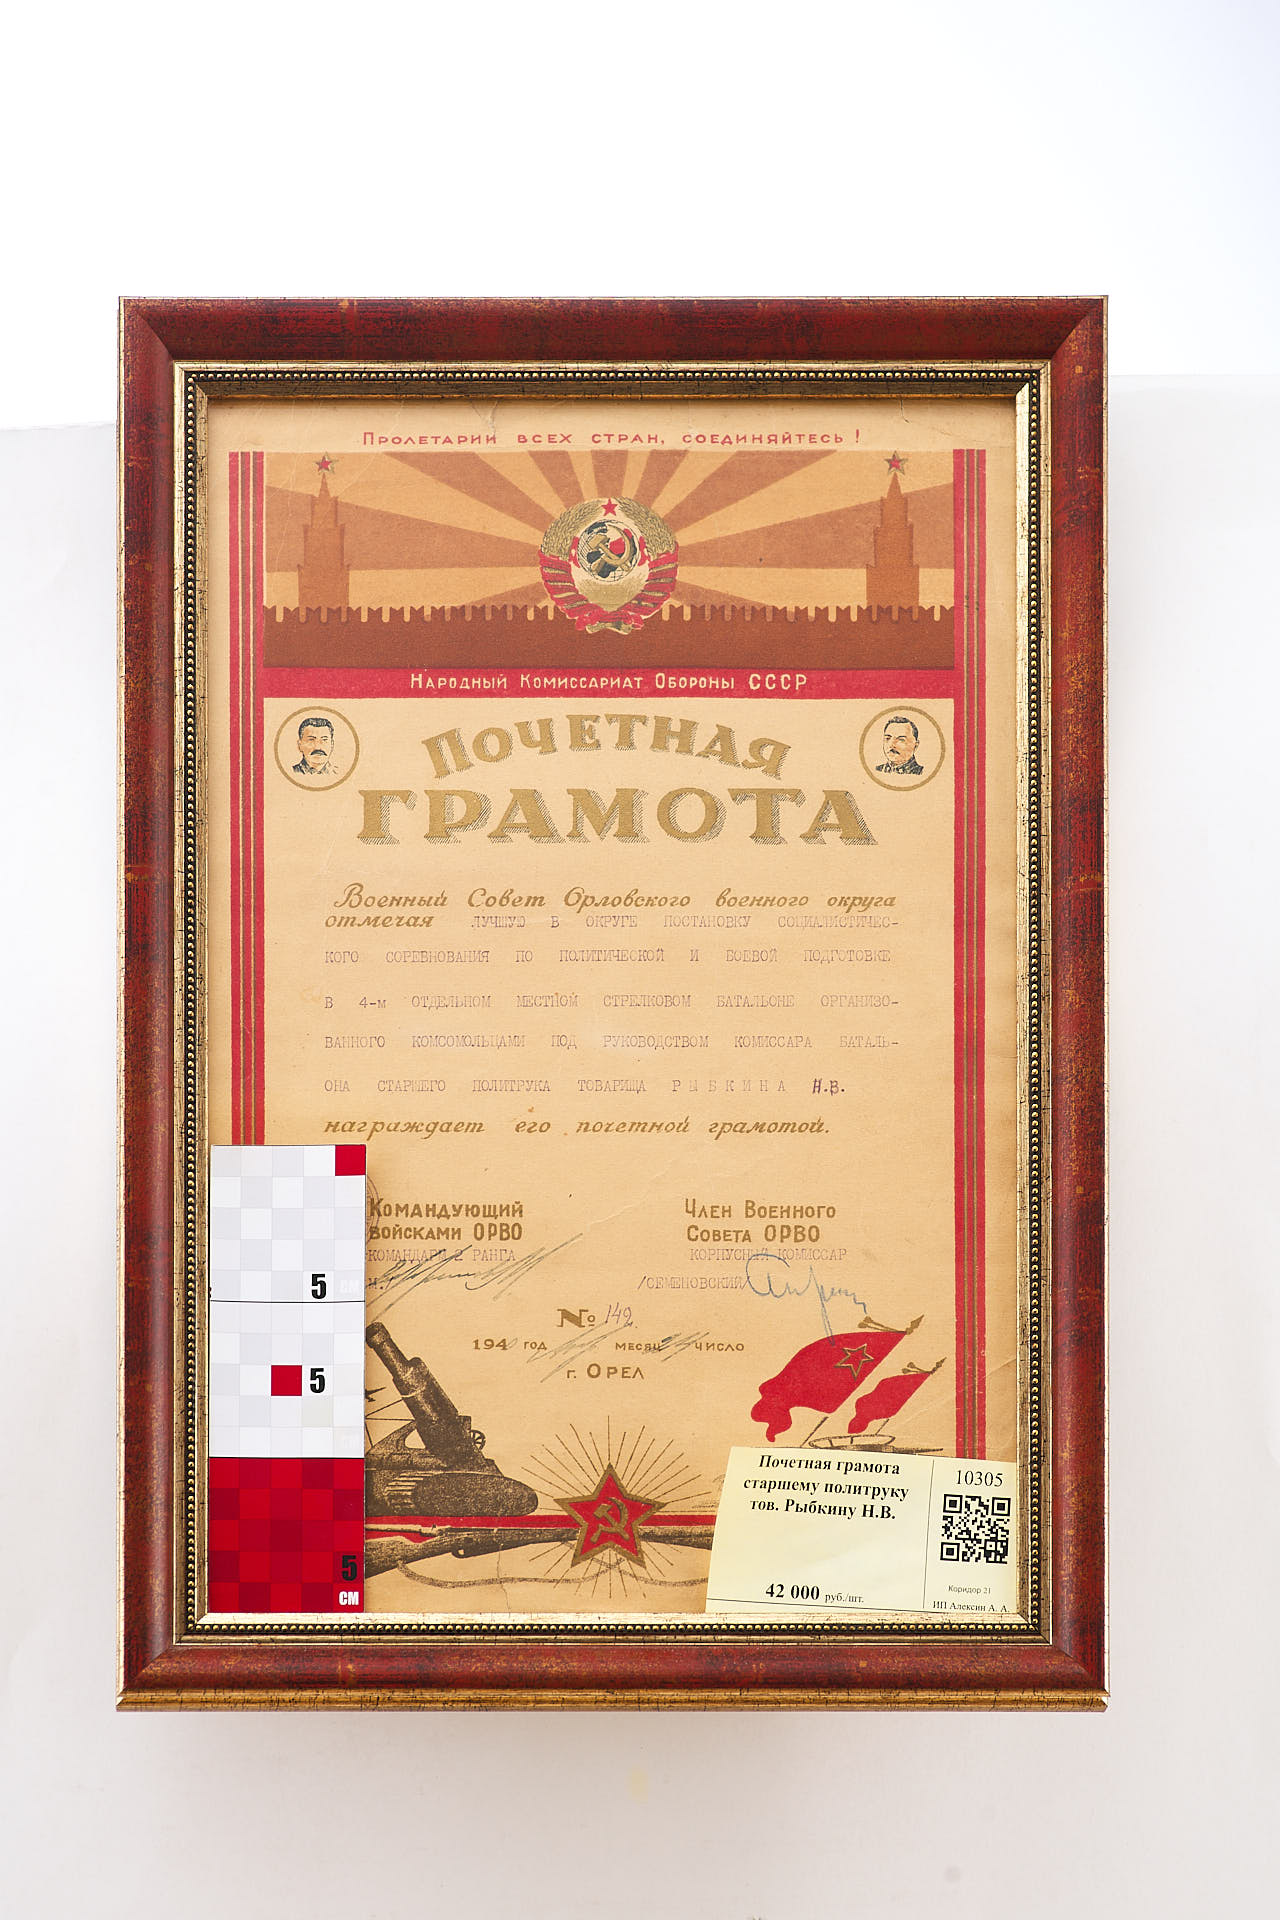 Пролетарии всех стран, соединяйтесь!
Народный Комиссариат Обороны СССР
ПОЧЕТНАЯ
ГРАМОТА
Военный Совет Орловского военного округа
отмечая ЛУЧШУЮ В ОКРУГЕ ПОСТАНОВКУ СОЦИАЛИСТИЧЕС-
КОГО СОРЕВНОВАНИЯ ПО ПОЛИТИЧЕСКОЙ И БОЕВОЙ ПОДГОТОВКЕ
В 4-м ОТДЕЛЬНОМ МЕСТНОМ СТРЕЛКОВОМ БАТАЛЬОНЕ ОРГАНИЗО-
ВАННОГО КОМСОМОЛЬЦАМИ ПОД РУКОВОДСТВОМ КОМИССАРА БАТАЛЬ-
ОНА СТАРШЕГО ПОЛИТРУКА ТОВАРИЩА РЫБКИНА Н.В.
награждает его почетной грамотой.
Командующий
войсками ОРВО
КОМАНДАРМ 2 РАНГА
Член Военного
Совета ОРВО
КОРПУСНЫЙ КОМИССАР
/СЕМЕНОВСКИЙ/
№ 142
1940 год месяц число
г. Орел
5
5
5
СМ
Почетная грамота
старшему политруку
тов. Рыбкину Н.В.
42 000 руб./шт.
10305
Коридор 21
ИП Алексин А. А.